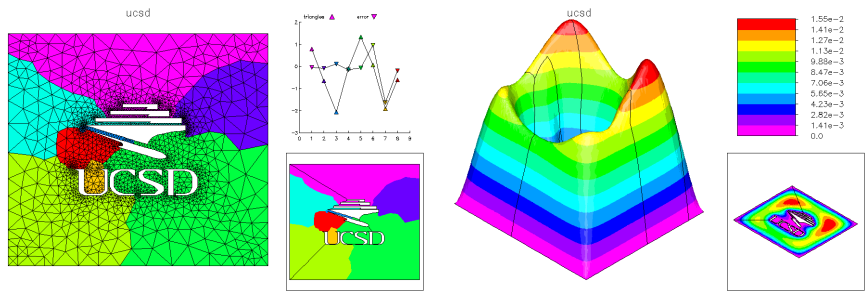 ucsd
triangles error
2
1
0
-1
-2
-3
0 1 2 3 4 5 6 7 8 9
UCSD
UCSD
ucsd
1.55e-2
1.41e-2
1.27e-2
1.13e-2
9.88e-3
8.47e-3
7.06e-3
5.65e-3
4.23e-3
2.82e-3
1.41e-3
0.0